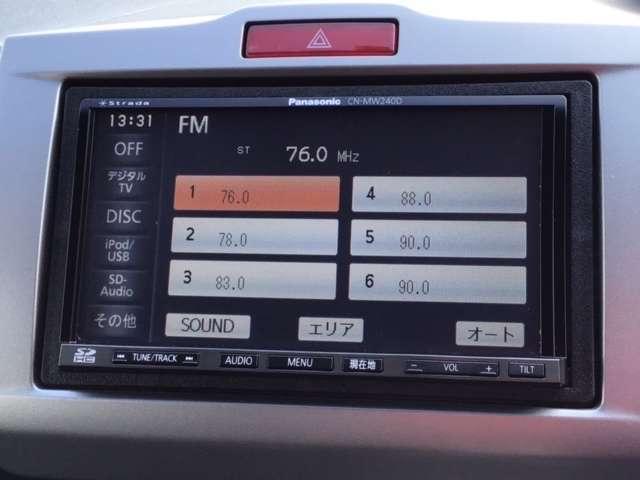 Strada
Panasonic CN-MW240D
13:31
FM
OFF
ST 76.0 MHz
デジタル
TV
1 76.0
4 88.0
DISC
2 78.0
5 90.0
iPod/
USB
3 83.0
6 90.0
SD-
Audio
その他
SOUND
エリア
オート
SD HC
TUNE/TRACK
AUDIO
MENU
現在地
− VOL +
TILT